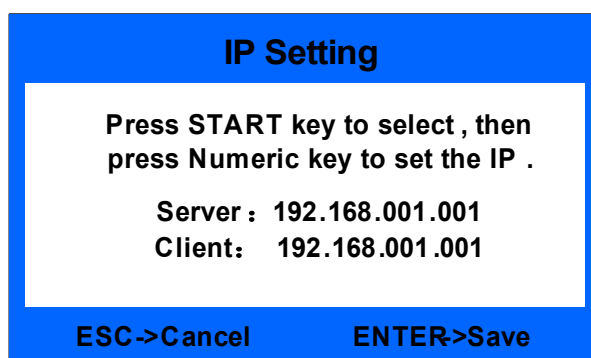 IP Setting
Press START key to select , then
press Numeric key to set the IP .
Server：192.168.001.001
Client： 192.168.001.001
ESC->Cancel ENTER->Save